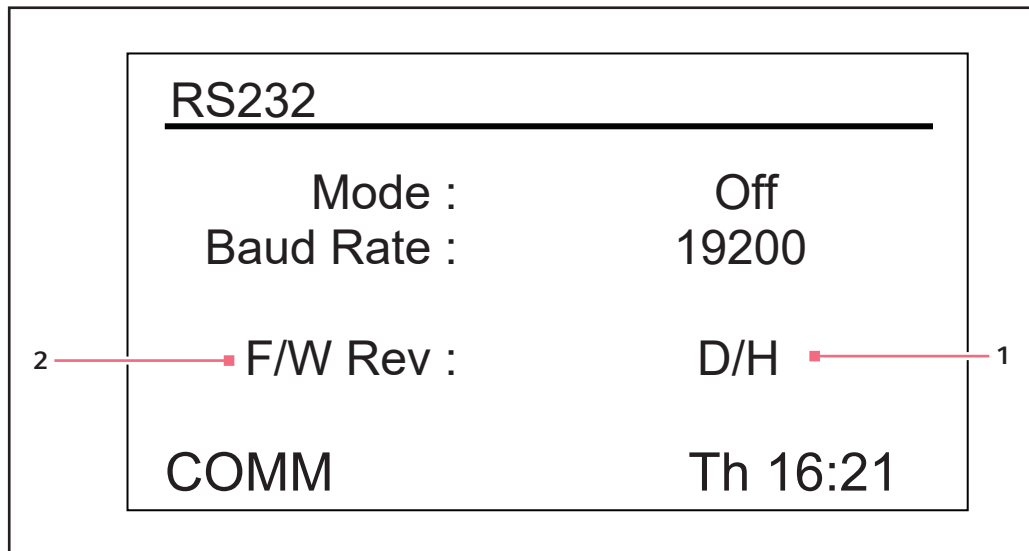 RS232
Mode : Off
Baud Rate : 19200
2 F/W Rev : D/H 1
COMM Th 16:21